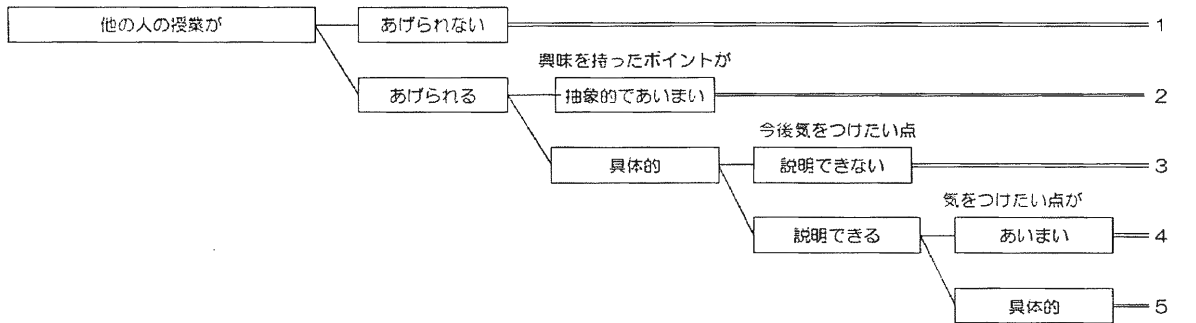 他の人の授業が
あげられない
1
興味を持ったポイントが
あげられる
抽象的であいまい
2
今後気をつけたい点
具体的
説明できない
3
気をつけたい点が
説明できる
あいまい
4
具体的
5